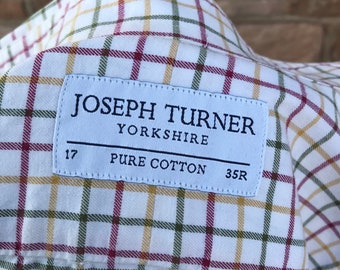 JOSEPH TURNER
YORKSHIRE
17 PURE COTTON 35R